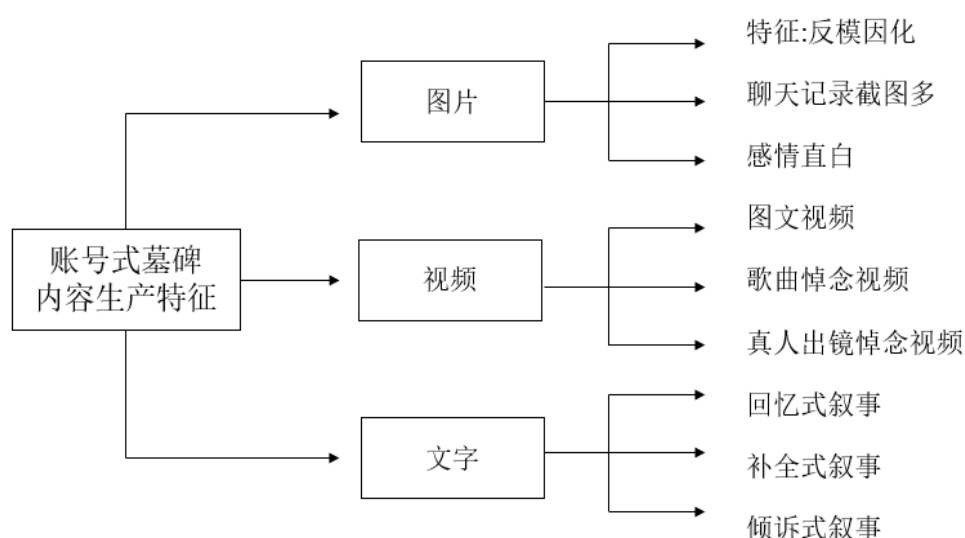 账号式墓碑
内容生产特征
图片
特征:反模因化
聊天记录截图多
感情直白
视频
图文视频
歌曲悼念视频
真人出镜悼念视频
文字
回忆式叙事
补全式叙事
倾诉式叙事